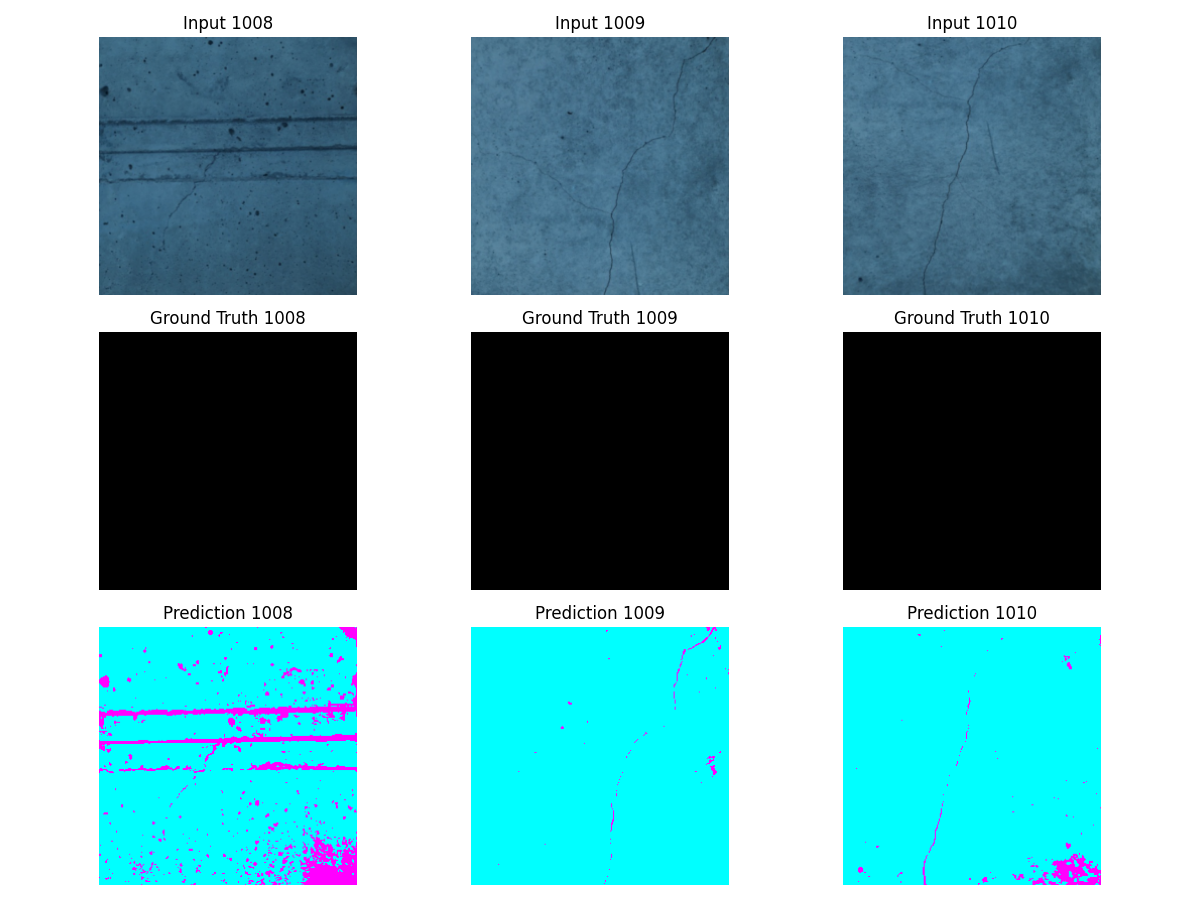 Input 1008
Input 1009
Input 1010
Ground Truth 1008
Ground Truth 1009
Ground Truth 1010
Prediction 1008
Prediction 1009
Prediction 1010